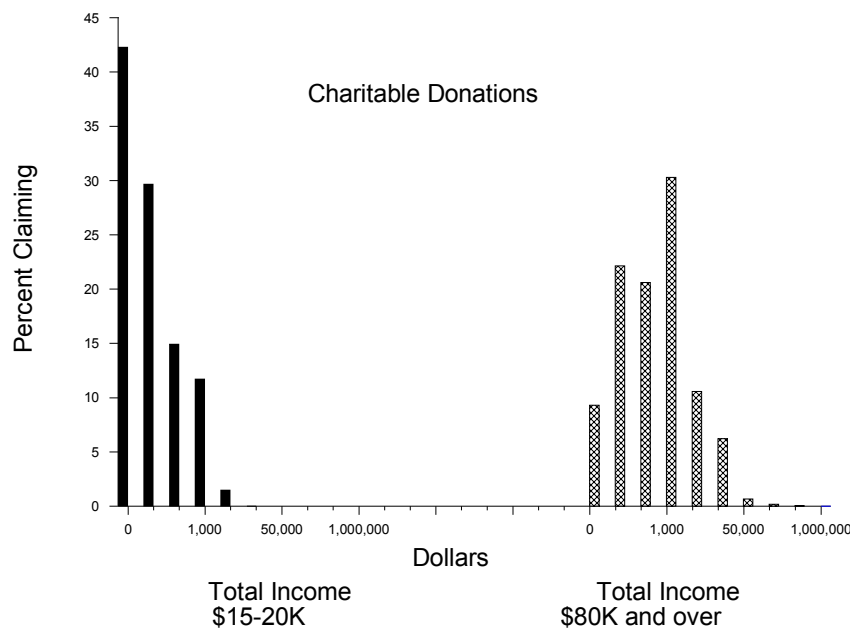 Charitable Donations
Percent Claiming
45
40
35
30
25
20
15
10
5
0
0 1,000 50,000 1,000,000 0 1,000 50,000 1,000,000
Dollars
Total Income Total Income
$15-20K $80K and over